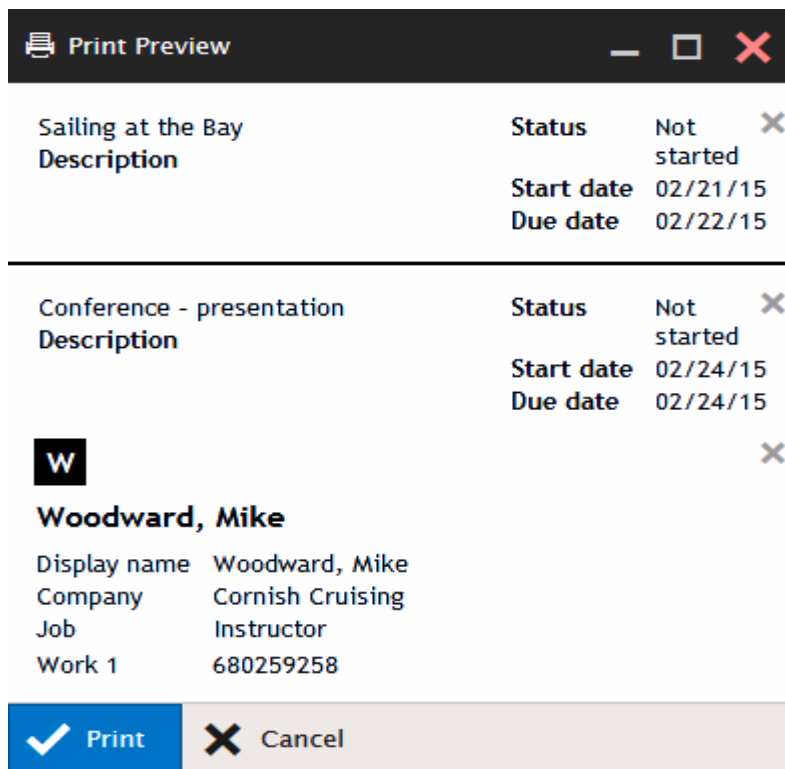 Print Preview
Sailing at the Bay Status Not
Description started
Start date 02/21/15
Due date 02/22/15
Conference - presentation Status Not
Description started
Start date 02/24/15
Due date 02/24/15
W
Woodward, Mike
Display name Woodward, Mike
Company Cornish Cruising
Job Instructor
Work 1 680259258
Print Cancel